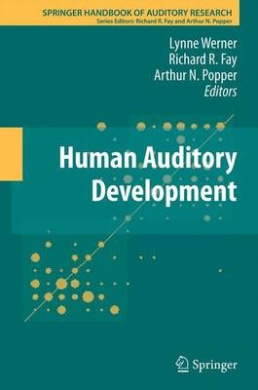 SPRINGER HANDBOOK OF AUDITORY RESEARCH
Series Editors: Richard R. Fay and Arthur N. Popper
Lynne Werner
Richard R. Fay
Arthur N. Popper
Editors
Human Auditory
Development
Springer